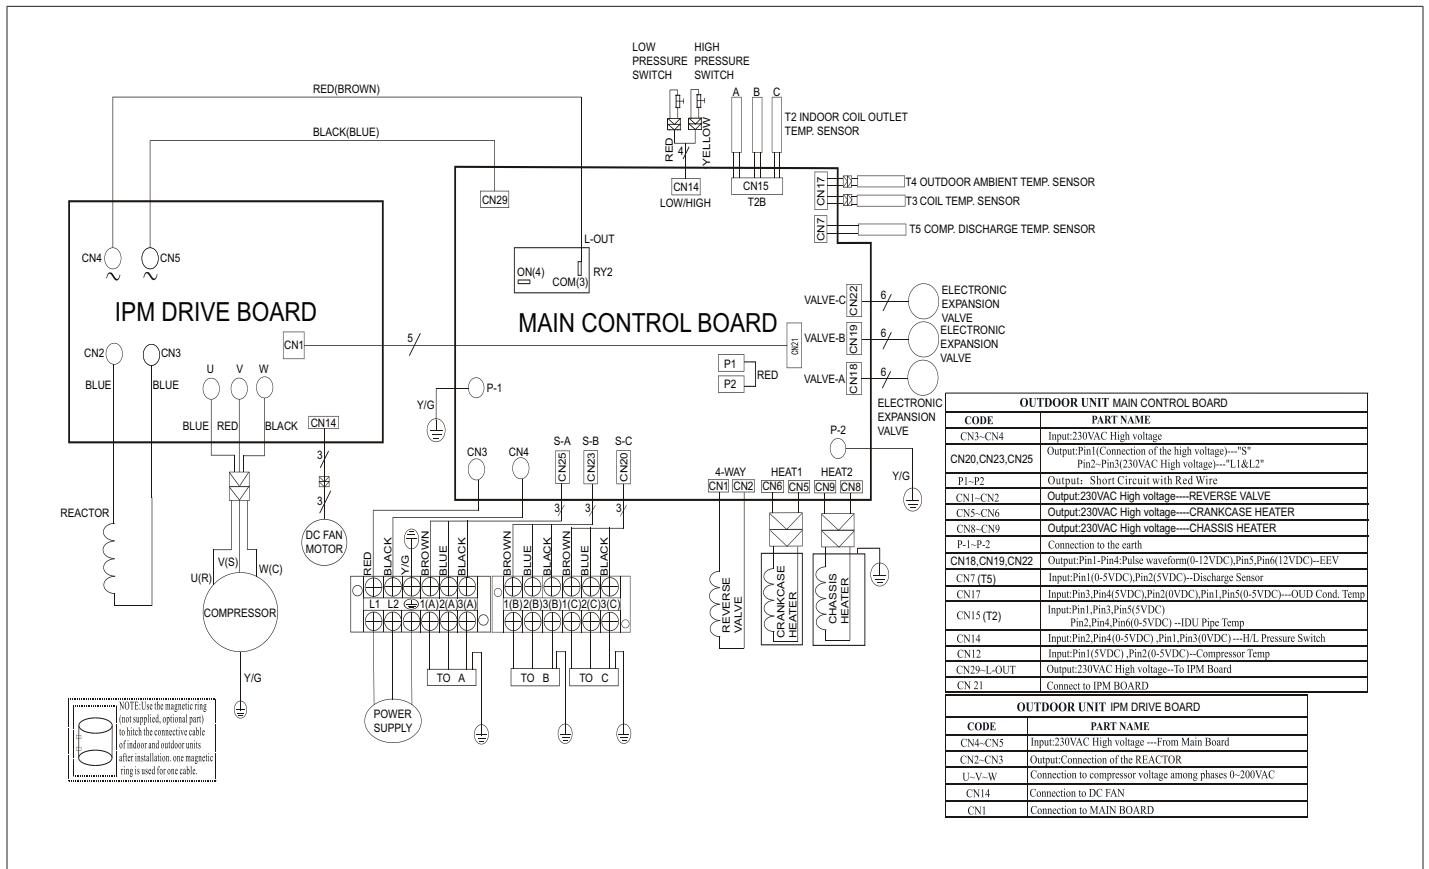 LOW
PRESSURE
SWITCH
HIGH
PRESSURE
SWITCH
RED(BROWN)
BLACK(BLUE)
RED
4
YELLOW
A B C
T2 INDOOR COIL OUTLET
TEMP. SENSOR
CN29
CN14
LOW/HIGH
CN15
T2B
CN17
T4 OUTDOOR AMBIENT TEMP. SENSOR
T3 COIL TEMP. SENSOR
CN7
T5 COMP. DISCHARGE TEMP. SENSOR
L-OUT
ON(4)
COM(3)
RY2
CN4
CN5
IPM DRIVE BOARD
MAIN CONTROL BOARD
VALVE-C
CN22
6
ELECTRONIC
EXPANSION
VALVE
VALVE-B
CN19
6
ELECTRONIC
EXPANSION
VALVE
VALVE-A
CN18
6
ELECTRONIC
EXPANSION
VALVE
CN21
P1
P2
RED
CN1
5
CN2
CN3
BLUE
BLUE
U V W
BLUE
RED
BLACK
CN14
3
3
DC FAN
MOTOR
REACTOR
V(S)
U(R)
W(C)
COMPRESSOR
Y/G
Y/G
P-1
P-2
Y/G
CN3
CN4
S-A
S-B
S-C
CN25
CN23
CN20
3
3
3
4-WAY
CN1
CN2
HEAT1
CN6
CN5
HEAT2
CN9
CN8
RED
BLACK
Y/G
BROWN
BLUE
BLACK
BROWN
BLUE
BLACK
BROWN
BLUE
BLACK
L1 L2 1(A) 2(A) 3(A)
1(B) 2(B) 3(B) 1(C) 2(C) 3(C)
TO A
TO B
TO C
POWER
SUPPLY
REVERSE
VALVE
CRANKCASE
HEATER
CHASSIS
HEATER
NOTE:Use the magnetic ring
(not supplied, optional part)
to hitch the connective cable
of indoor and outdoor units
after installation. one magnetic
ring is used for one cable.
OUTDOOR UNIT MAIN CONTROL BOARD
CODE PART NAME
CN3~CN4 Input:230VAC High voltage
CN20,CN23,CN25 Output:Pin1(Connection of the high voltage)---"S"
Pin2~Pin3(230VAC High voltage)---"L1&L2"
P1~P2 Output: Short Circuit with Red Wire
CN1~CN2 Output:230VAC High voltage----REVERSE VALVE
CN5~CN6 Output:230VAC High voltage----CRANKCASE HEATER
CN8~CN9 Output:230VAC High voltage----CHASSIS HEATER
P-1~P-2 Connection to the earth
CN18,CN19,CN22 Output:Pin1-Pin4:Pulse waveform(0-12VDC),Pin5,Pin6(12VDC)--EEV
CN7 (T5) Input:Pin1(0-5VDC),Pin2(5VDC)--Discharge Sensor
CN17 Input:Pin3,Pin4(5VDC),Pin2(0VDC),Pin1,Pin5(0-5VDC)---OUD Cond. Temp
CN15 (T2) Input:Pin1,Pin3,Pin5(5VDC)
Pin2,Pin4,Pin6(0-5VDC) --IDU Pipe Temp
CN14 Input:Pin2,Pin4(0-5VDC) ,Pin1,Pin3(0VDC) ---H/L Pressure Switch
CN12 Input:Pin1(5VDC) ,Pin2(0-5VDC)--Compressor Temp
CN29~L-OUT Output:230VAC High voltage--To IPM Board
CN 21 Connect to IPM BOARD
OUTDOOR UNIT IPM DRIVE BOARD
CODE PART NAME
CN4~CN5 Input:230VAC High voltage ---From Main Board
CN2~CN3 Output:Connection of the REACTOR
U~V~W Connection to compressor voltage among phases 0~200VAC
CN14 Connection to DC FAN
CN1 Connection to MAIN BOARD